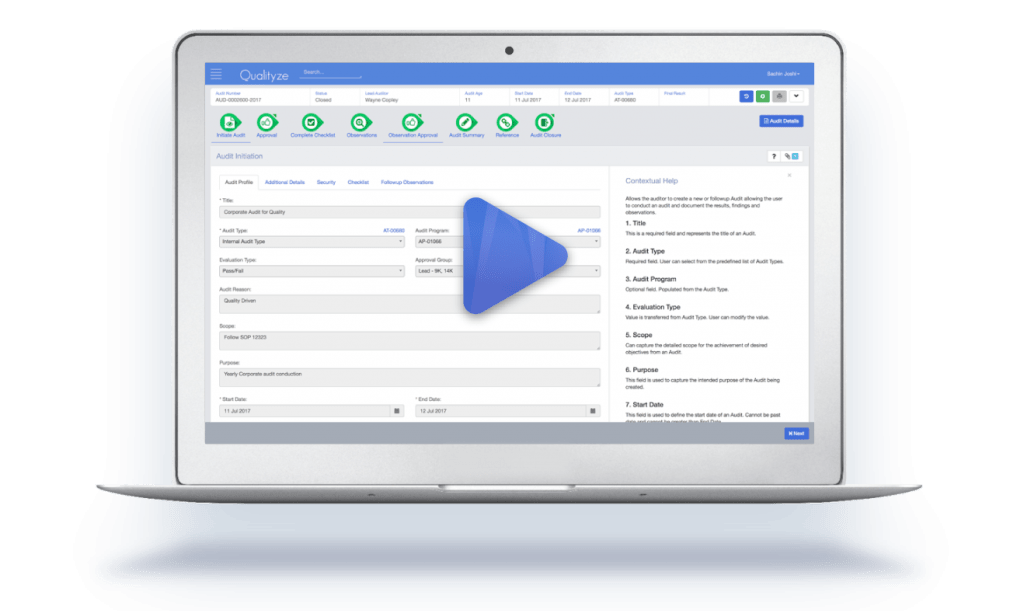 Qualityze
Search...
Sachin Joshi
Audit Number
Status
Lead Auditor
Audit Age
Start Date
End Date
Audit Type
Final Result
AUD-0000000-0317
Closed
Wayne Copley
11
11 Jul 2017
12 Jul 2017
AT-00680
Initiate Audit
Approval
Complete Checklist
Observations
Observation Approval
Audit Summary
Reference
Audit Closure
Audit Details
Audit Initiation
?
Audit Profile
Additional Details
Security
Checklist
Followup Observations
* Title:
Corporate Audit for Quality
* Audit Type:
AT-00680
Audit Program:
AP-01086
Internal Audit Type
AP-01086
Evaluation Type:
Approval Group:
Pass/Fail
Lead - 9K, 14K
Audit Reason:
Quality Driven
Scope:
Follow SOP 12323
Purpose:
Yearly Corporate audit conduction
* Start Date:
* End Date:
11 Jul 2017
12 Jul 2017
Contextual Help
x
Allows the auditor to create a new or followup Audit allowing the user
to conduct an audit and document the results, findings and
observations.
1. Title
This is a required field and represents the title of an Audit.
2. Audit Type
Required field. User can select from the predefined list of Audit Types.
3. Audit Program
Optional field. Populated from the Audit Type.
4. Evaluation Type
Value is transferred from Audit Type. User can modify the value.
5. Scope
Can capture the detailed scope for the achievement of desired
objectives from an Audit.
6. Purpose
This field is used to capture the intended purpose of the Audit being
created.
7. Start Date
This field is used to define the start date of an Audit. Cannot be past
date and cannot be greater than End Date.
Next